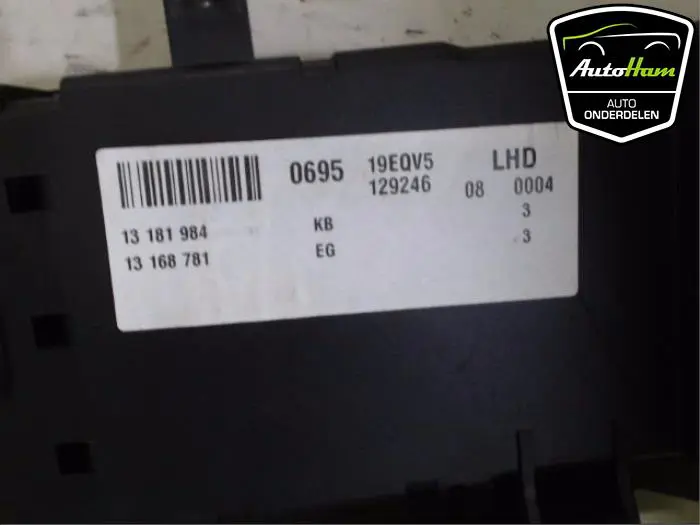 AutoHam
AUTO
ONDERDELEN
0695 19EQV5 LHD
129246 08 0004
13 181 984 KB 3
13 168 781 EG 3